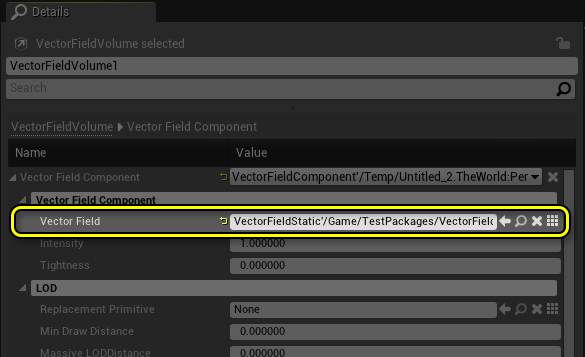 Details
VectorFieldVolume selected
VectorFieldVolume1
Search
VectorFieldVolume Vector Field Component
Name Value
Vector Field Component VectorFieldComponent'/Temp/Untitled_2.TheWorld:Per
Vector Field Component
Vector Field VectorFieldStatic'/Game/TestPackages/VectorField
Intensity 1.000000
Tightness 0.000000
LOD
Replacement Primitive None
Min Draw Distance 0.000000
Massive LODDistance 0.000000